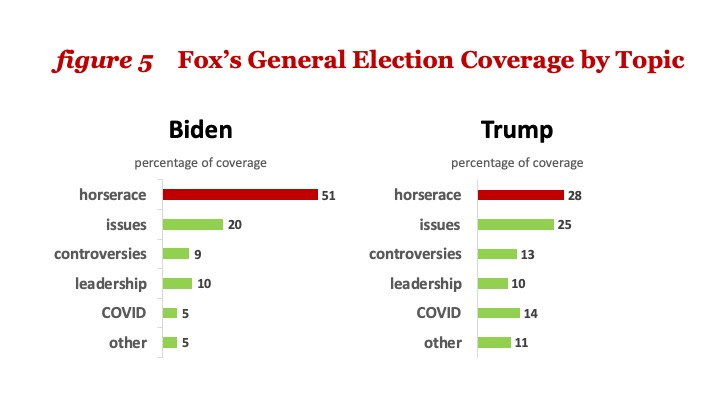 figure 5 Fox’s General Election Coverage by Topic
Biden
percentage of coverage
horserace 51
issues 20
controversies 9
leadership 10
COVID 5
other 5
Trump
percentage of coverage
horserace 28
issues 25
controversies 13
leadership 10
COVID 14
other 11